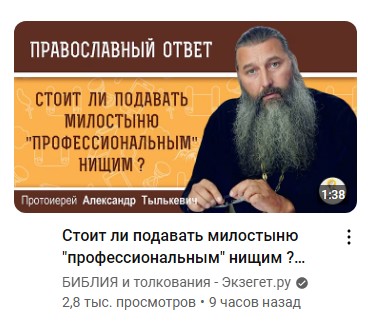 ПРАВОСЛАВНЫЙ ОТВЕТ
СТОИТ ЛИ ПОДАВАТЬ
МИЛОСТЫНЮ
"ПРОФЕССИОНАЛЬНЫМ"
НИЩИМ ?
Протоиерей Александр Тылькевич
1:38
Стоит ли подавать милостыню
"профессиональным" нищим ?...
БИБЛИЯ и толкования - Экзегет.ру
2,8 тыс. просмотров • 9 часов назад